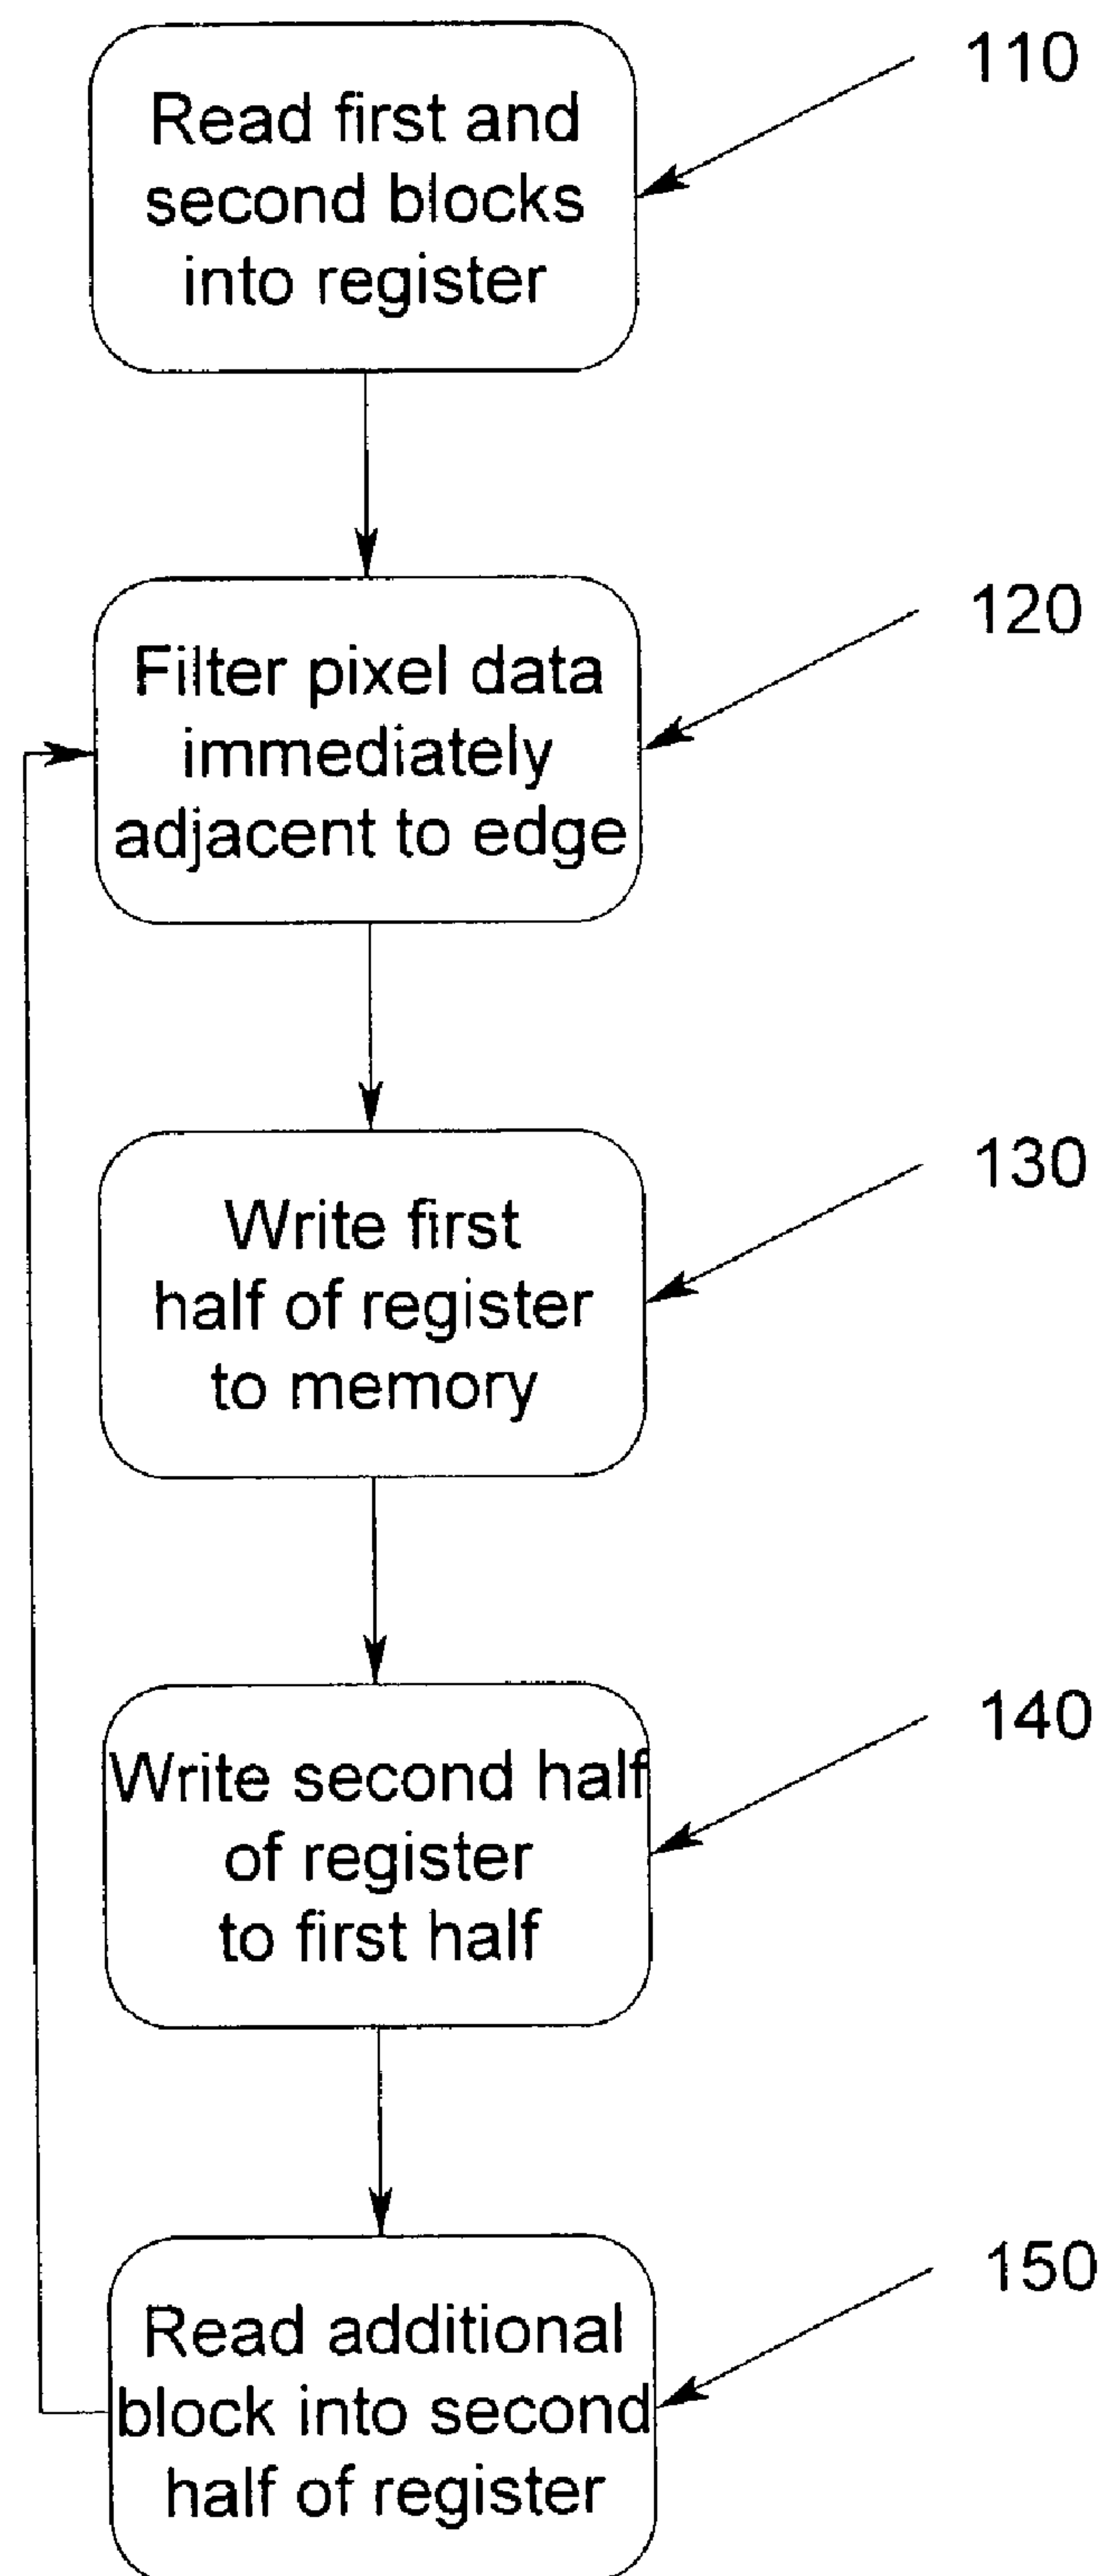 110
Read first and
second blocks
into register
120
Filter pixel data
immediately
adjacent to edge
130
Write first
half of register
to memory
140
Write second half
of register
to first half
150
Read additional
block into second
half of register